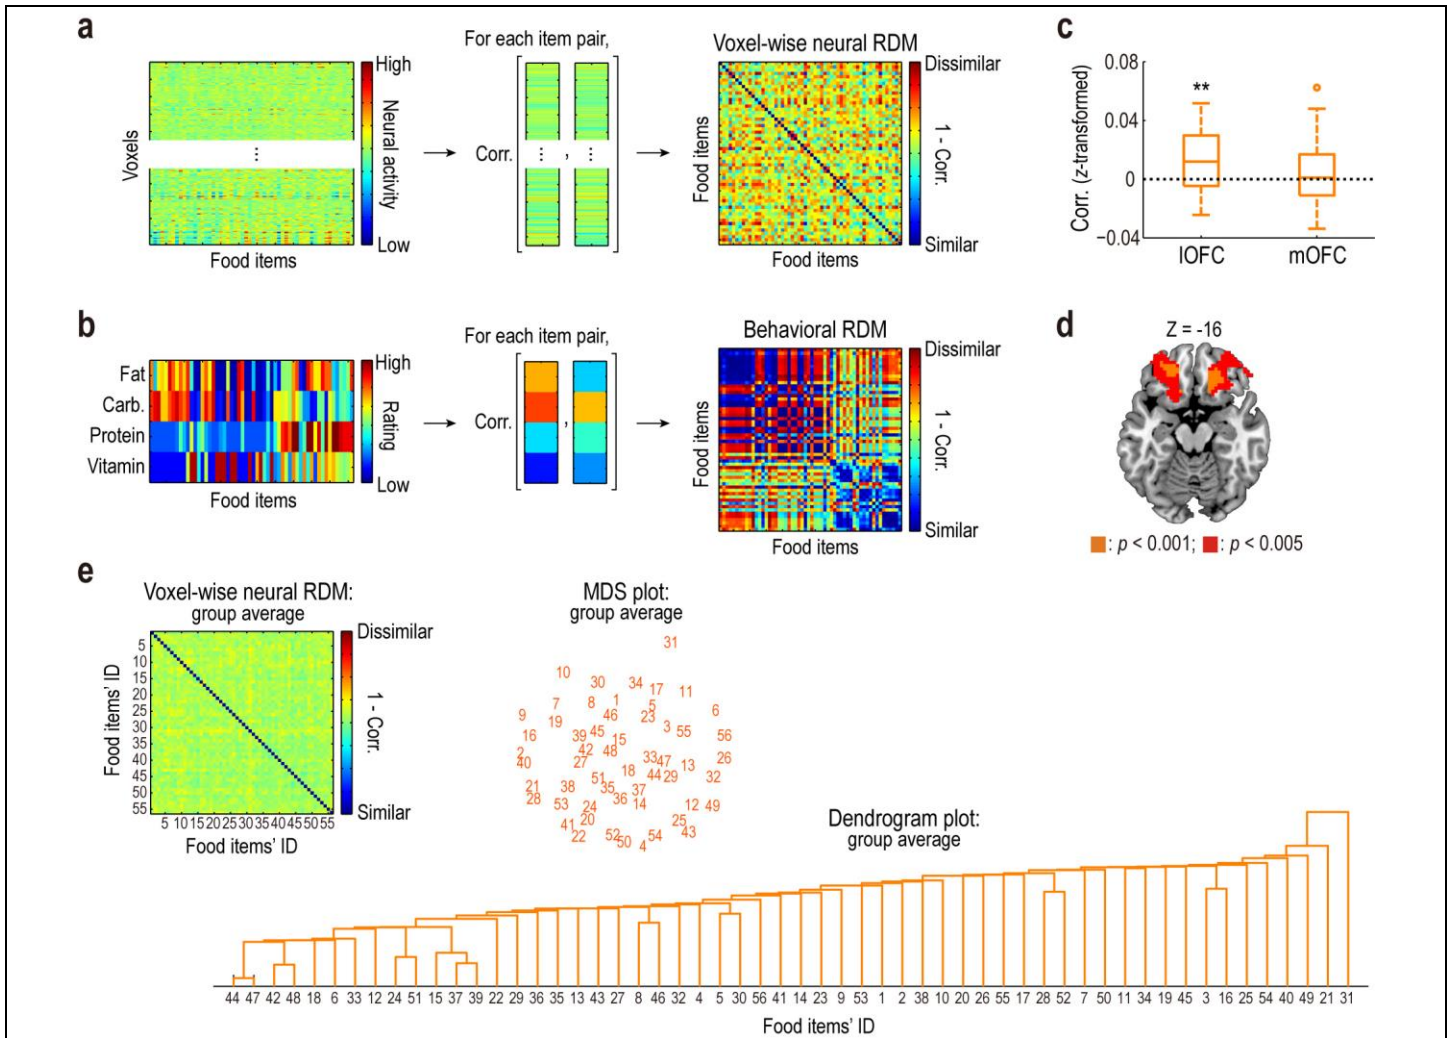 a
For each item pair,
Voxel-wise neural RDM
High
Neural activity
Low
Voxels
⋮
Food items
Corr.
⋮ , ⋮
Dissimilar
1 - Corr.
Similar
Food items
Food items
c
0.08
0.04
0
−0.04
Corr. (z-transformed)
**
lOFC
mOFC
b
Fat
Carb.
Protein
Vitamin
High
Rating
Low
Food items
For each item pair,
Corr.
,
Behavioral RDM
Dissimilar
1 - Corr.
Similar
Food items
Food items
d
Z = -16
: p < 0.001; : p < 0.005
e
Voxel-wise neural RDM:
group average
Dissimilar
1 - Corr.
Similar
Food items' ID
5
10
15
20
25
30
35
40
45
50
55
5 10 15 20 25 30 35 40 45 50 55
Food items' ID
MDS plot:
group average
31
10
30
34
17
11
7
8
1
5
6
9
19
46
23
3
55
16
39
45
15
56
2
42
48
33
47
26
40
27
18
44
29
13
32
21
38
51
35
37
28
53
24
36
14
12
49
41
20
25
22
52
50
4
54
43
Dendrogram plot:
group average
44 47 42 48 18 6 33 12 24 51 15 37 39 22 29 36 35 13 43 27 8 46 32 4 5 30 56 41 14 23 9 53 1 2 38 10 20 26 55 17 28 52 7 50 11 34 19 45 3 16 25 54 40 49 21 31
Food items' ID